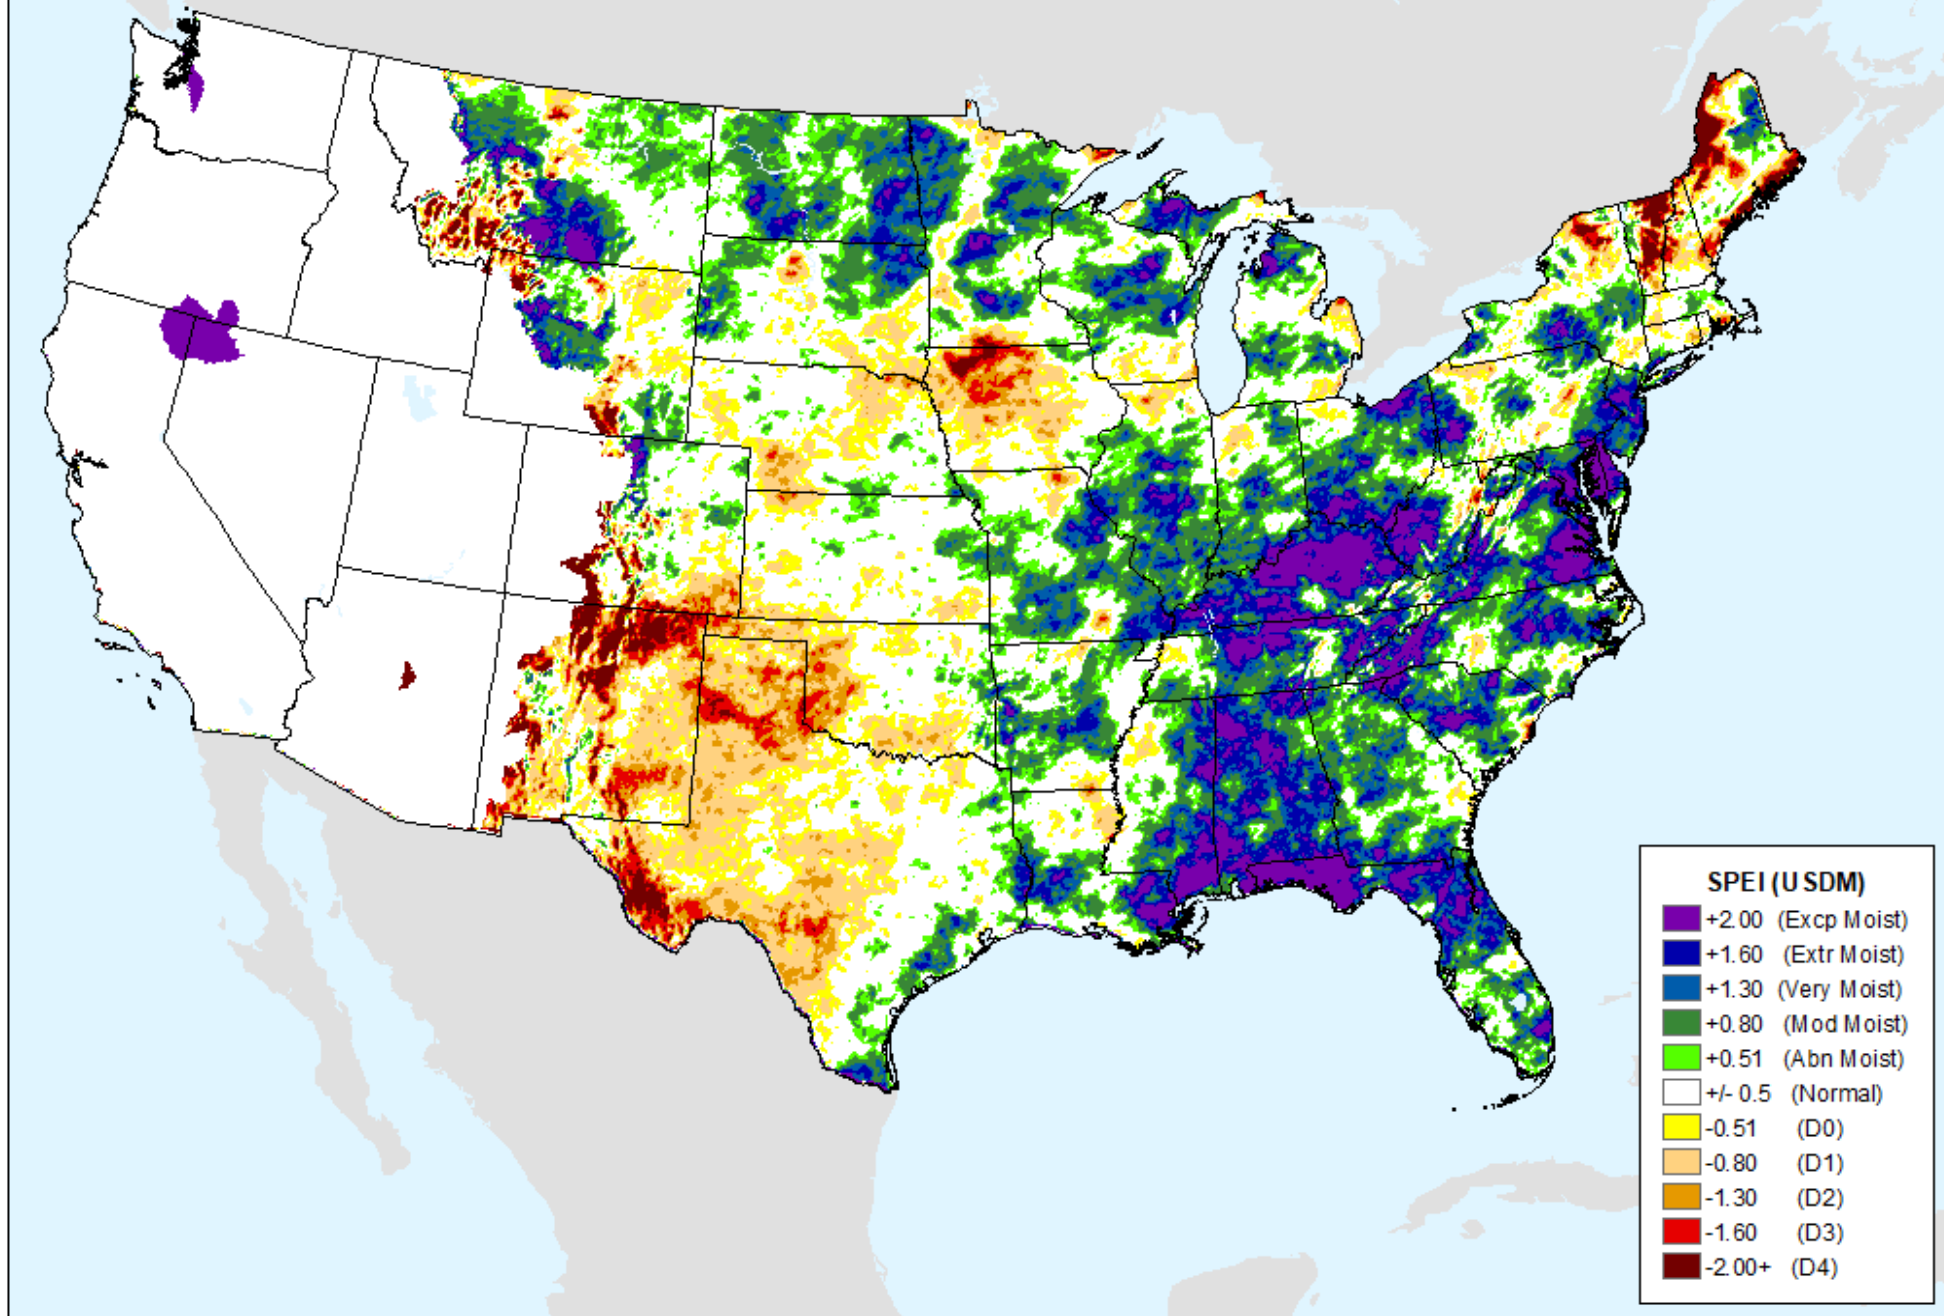 SPEI (USDM)
+2.00 (Excp Moist)
+1.60 (Extr Moist)
+1.30 (Very Moist)
+0.80 (Mod Moist)
+0.51 (Abn Moist)
+/- 0.5 (Normal)
-0.51 (D0)
-0.80 (D1)
-1.30 (D2)
-1.60 (D3)
-2.00+ (D4)